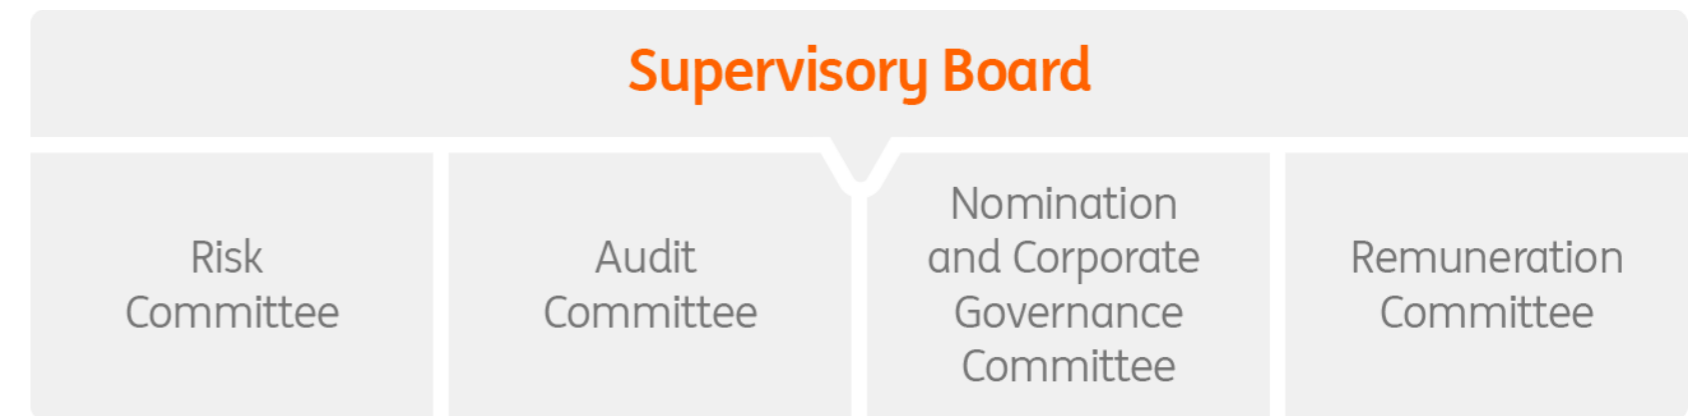 Supervisory Board
Risk
Committee
Audit
Committee
Nomination
and Corporate
Governance
Committee
Remuneration
Committee